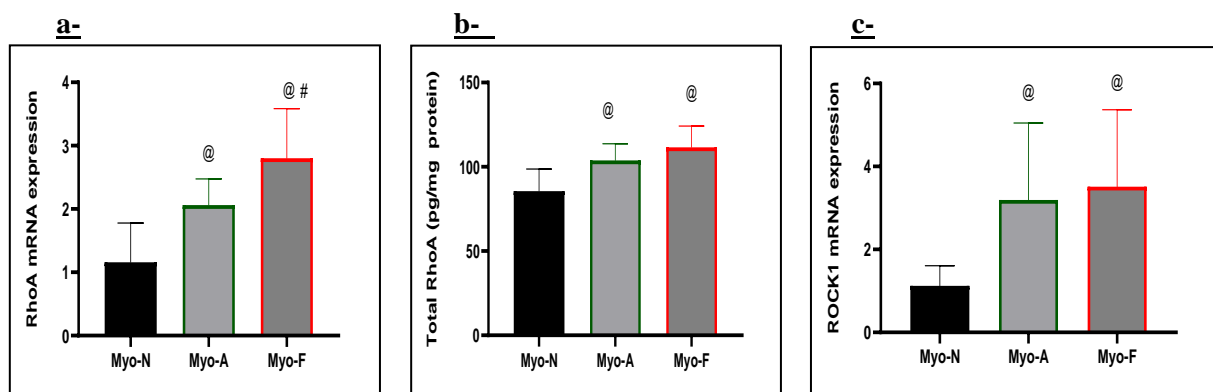 a-
RhoA mRNA expression
4
3
2
1
0
@
@ #
Myo-N Myo-A Myo-F
b-
Total RhoA (pg/mg protein)
150
100
50
0
@
@
Myo-N Myo-A Myo-F
c-
ROCK1 mRNA expression
6
4
2
0
@
@
Myo-N Myo-A Myo-F